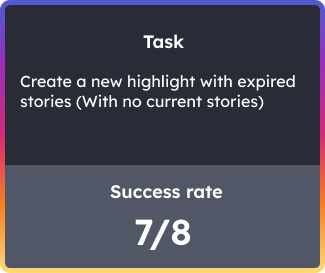 Task
Create a new highlight with expired
stories (With no current stories)
Success rate
7/8